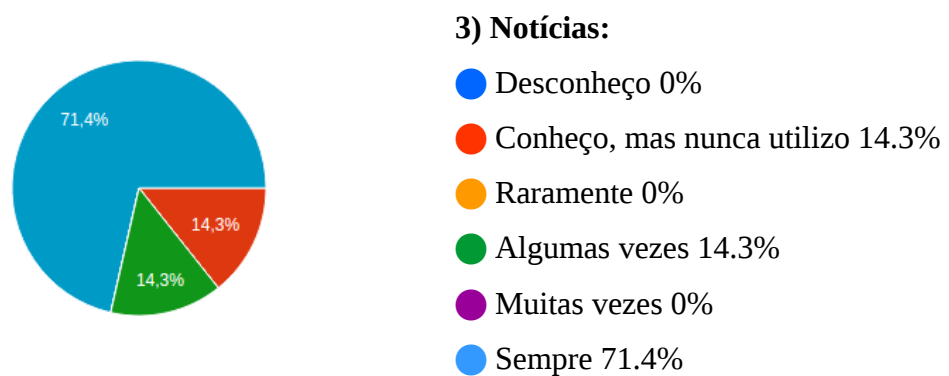 71,4%
14,3%
14,3%
3) Notícias:
Desconheço 0%
Conheço, mas nunca utilizo 14.3%
Raramente 0%
Algumas vezes 14.3%
Muitas vezes 0%
Sempre 71.4%